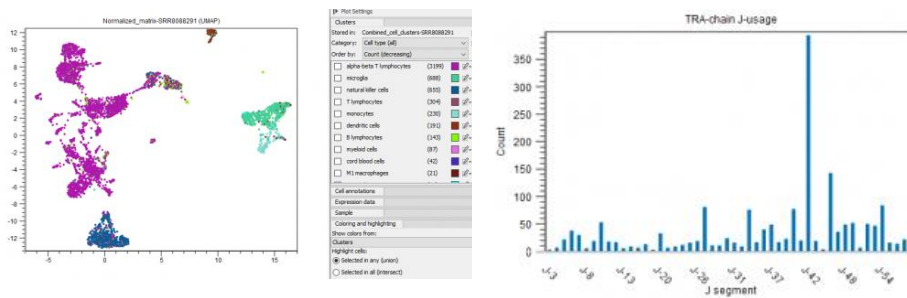 Normalized_matrix-SRR8088291 (UMAP)
12
10
8
6
4
2
0
-2
-4
-6
-8
-10
-12
-5
0
5
10
15
Plot Settings
Clusters
Stored in: Combined_cell_clusters-SRR8088291
Category: Cell type (all)
Order by: Count (decreasing)
alpha-beta T lymphocytes (3199)
microglia (688)
natural killer cells (655)
T lymphocytes (304)
monocytes (230)
dendritic cells (191)
B lymphocytes (143)
myeloid cells (87)
cord blood cells (42)
M1 macrophages (21)
Cell annotations
Expression data
Sample
Coloring and highlighting
Show colors from:
Clusters
Highlight cells:
Selected in any (union)
Selected in all (intersect)
TRA-chain J-usage
Count
350
300
250
200
150
100
50
0
J-3
J-8
J-13
J-20
J-26
J-31
J-37
J-42
J-48
J-54
J segment